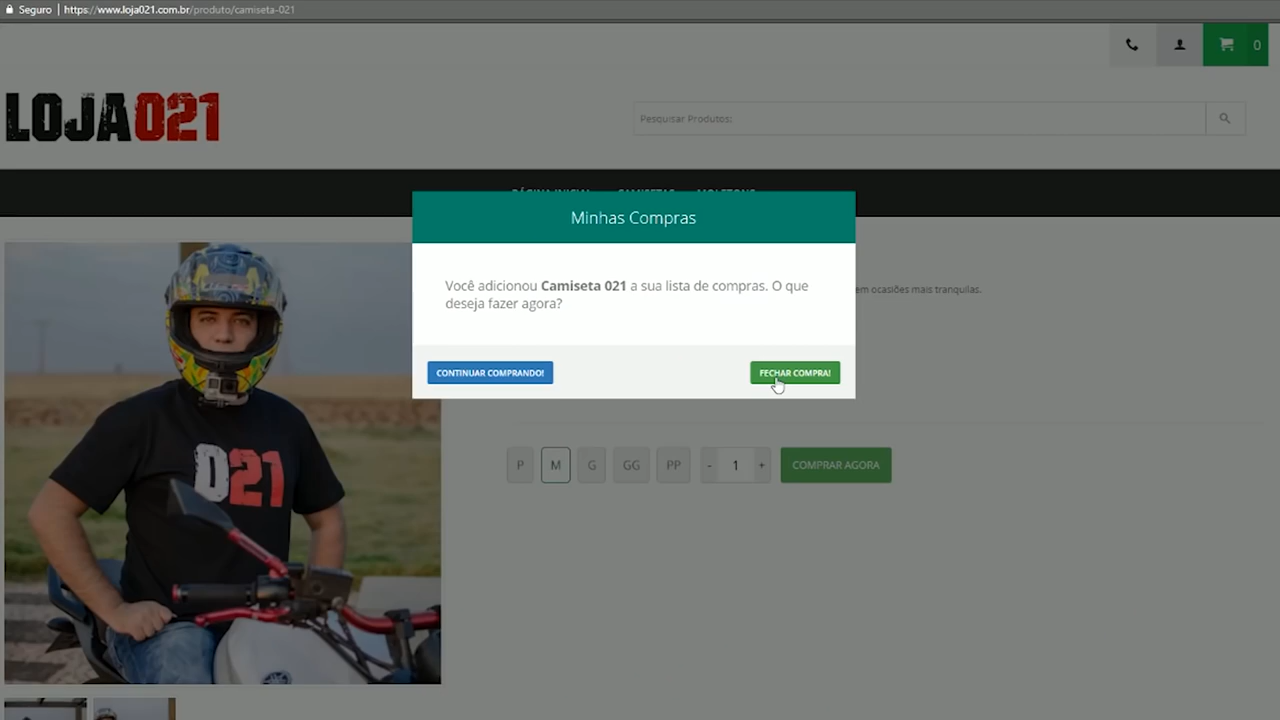 Seguro | https://www.loja021.com.br/produto/camiseta-021
0
LOJA021
Pesquisar Produtos:
Minhas Compras
Você adicionou Camiseta 021 a sua lista de compras. O que
deseja fazer agora?
em ocasiões mais tranquilas.
CONTINUAR COMPRANDO!
FECHAR COMPRA!
021
P M G GG PP - 1 + COMPRAR AGORA